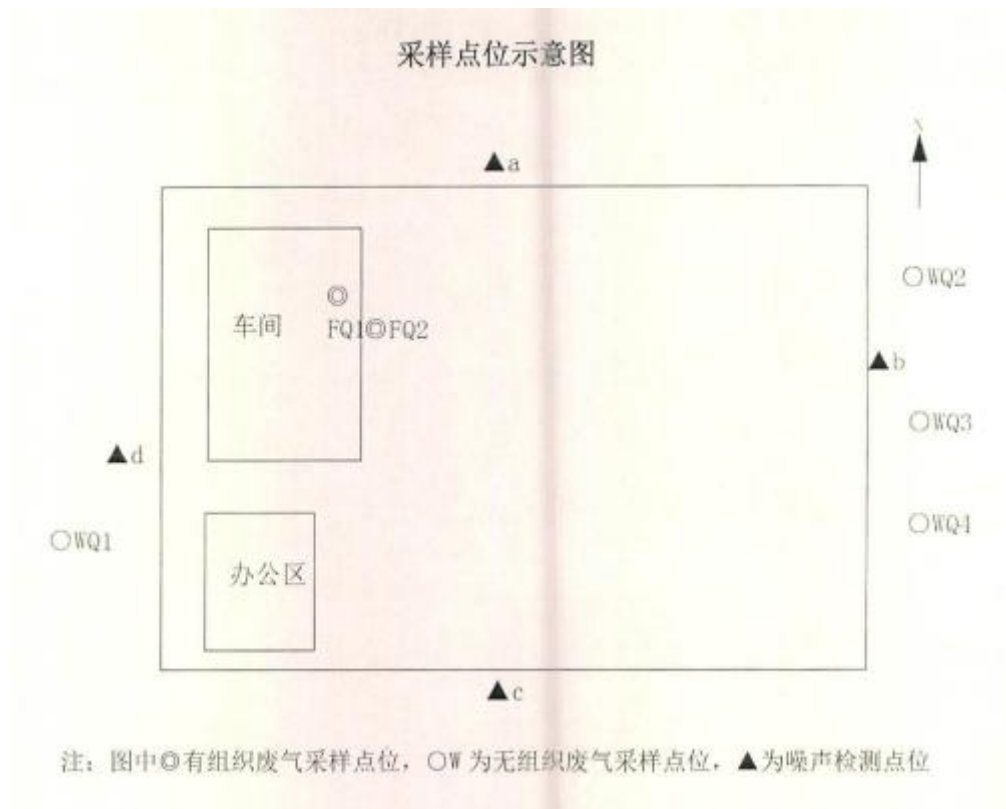 采样点位示意图
N
▲a
○WQ2
◎
车间
FQ1◎FQ2
▲b
○WQ3
▲d
○WQ4
○WQ1
办公区
▲c
注：图中◎有组织废气采样点位，○W为无组织废气采样点位，▲为噪声检测点位